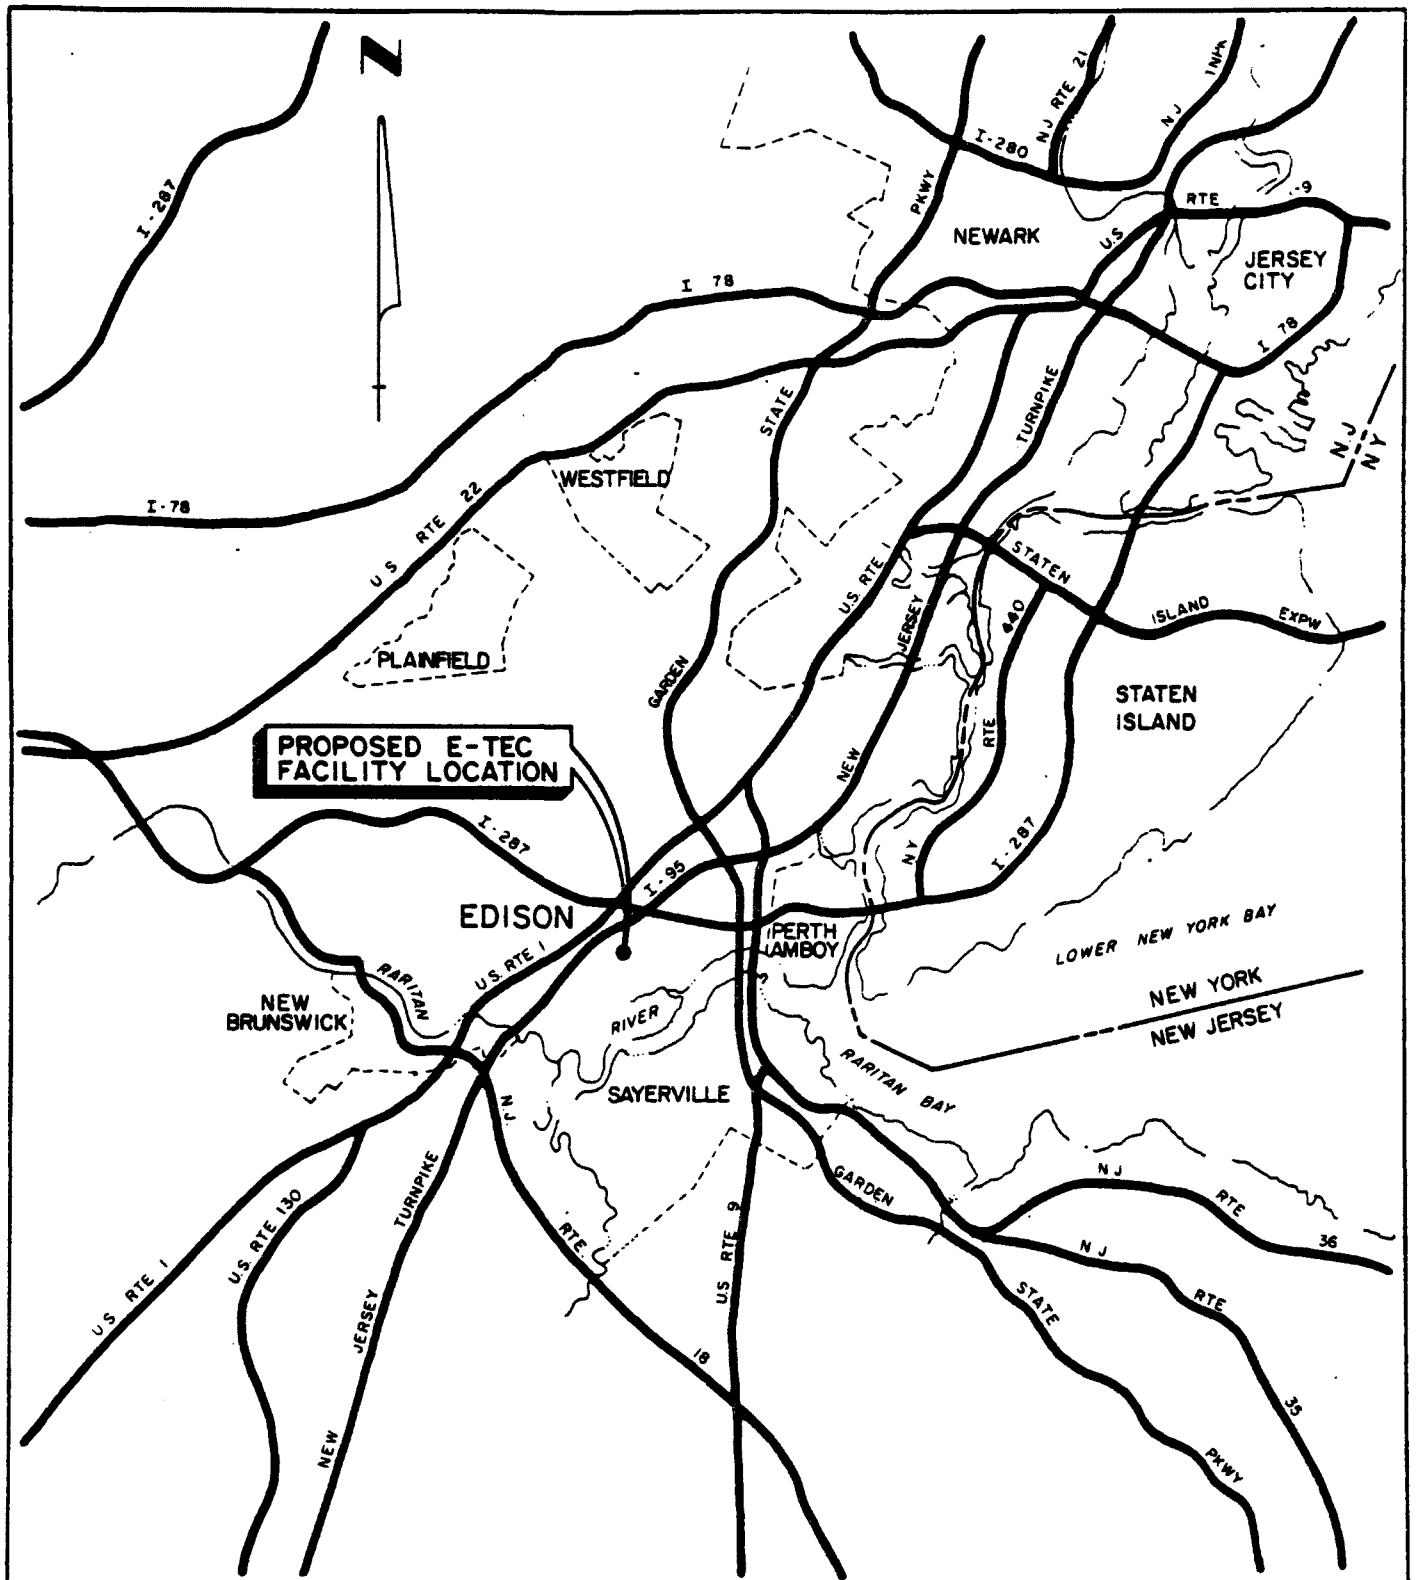 N
I-287
I-280
NJ RTE 21
NJ
TNPK
PKWY
NEWARK
U.S
RTE
-9
JERSEY
CITY
I 78
I 78
STATE
TURNPIKE
N J
N Y
WESTFIELD
I-78
US RTE 22
STATEN
ISLAND
EXPW
U.S. RTE
JERSEY
440
PLAINFIELD
GARDEN
STATEN
ISLAND
RTE
NEW
PROPOSED E-TEC
FACILITY LOCATION
I-287
NY
I-287
I-95
EDISON
PERTH
AMBOY
LOWER NEW YORK BAY
U.S. RTE 1
RARITAN
NEW YORK
NEW JERSEY
NEW
BRUNSWICK
RIVER
RARITAN BAY
SAYERVILLE
N.J.
NJ
RTE
36
GARDEN
TURNPIKE
U.S. RTE 130
RTE
US RTE 9
NJ
RTE
35
STATE
US RTE 1
JERSEY
18
NEW
PKWY